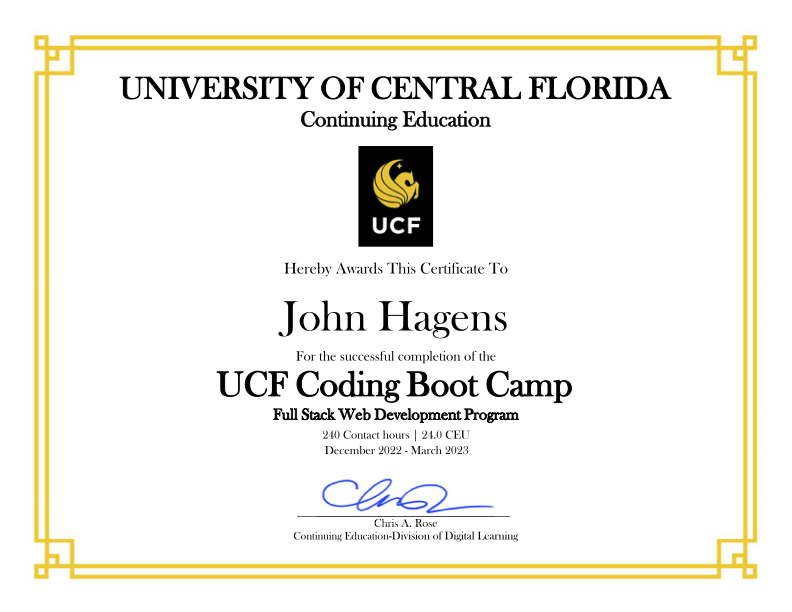 UNIVERSITY OF CENTRAL FLORIDA
Continuing Education
UCF
Hereby Awards This Certificate To
John Hagens
For the successful completion of the
UCF Coding Boot Camp
Full Stack Web Development Program
240 Contact hours | 24.0 CEU
December 2022 - March 2023
Chris A. Rose
Continuing Education-Division of Digital Learning